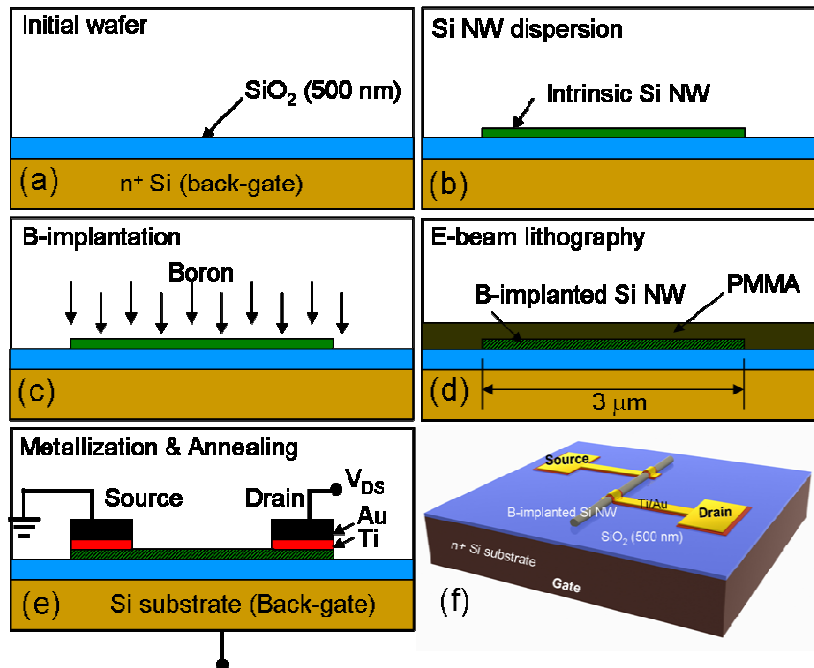 Initial wafer
SiO₂ (500 nm)
(a)
n⁺ Si (back-gate)
Si NW dispersion
Intrinsic Si NW
(b)
B-implantation
Boron
(c)
E-beam lithography
B-implanted Si NW
PMMA
(d)
3 μm
Metallization & Annealing
V_DS
Source
Drain
Au
Ti
(e)
Si substrate (Back-gate)
Source
Ti/Au
B-implanted Si NW
Drain
SiO₂ (500 nm)
n⁺ Si substrate
Gate
(f)